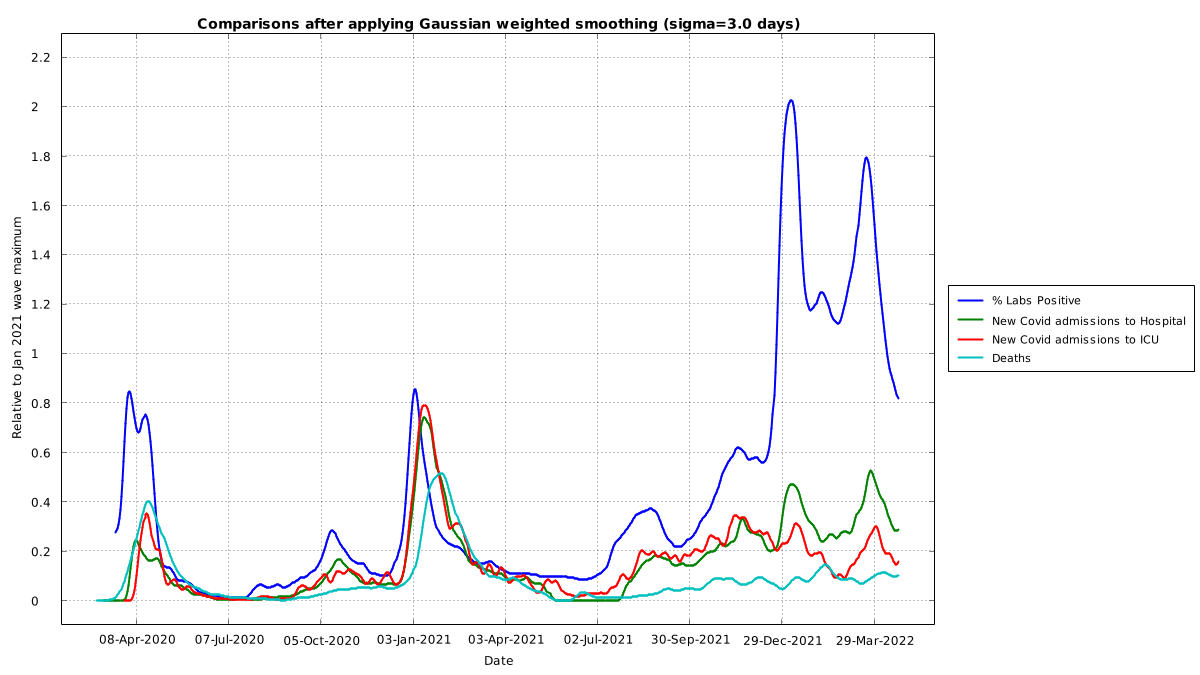 Comparisons after applying Gaussian weighted smoothing (sigma=3.0 days)
Relative to Jan 2021 wave maximum
2.2
2
1.8
1.6
1.4
1.2
1
0.8
0.6
0.4
0.2
0
08-Apr-2020 07-Jul-2020 05-Oct-2020 03-Jan-2021 03-Apr-2021 02-Jul-2021 30-Sep-2021 29-Dec-2021 29-Mar-2022
Date
% Labs Positive
New Covid admissions to Hospital
New Covid admissions to ICU
Deaths